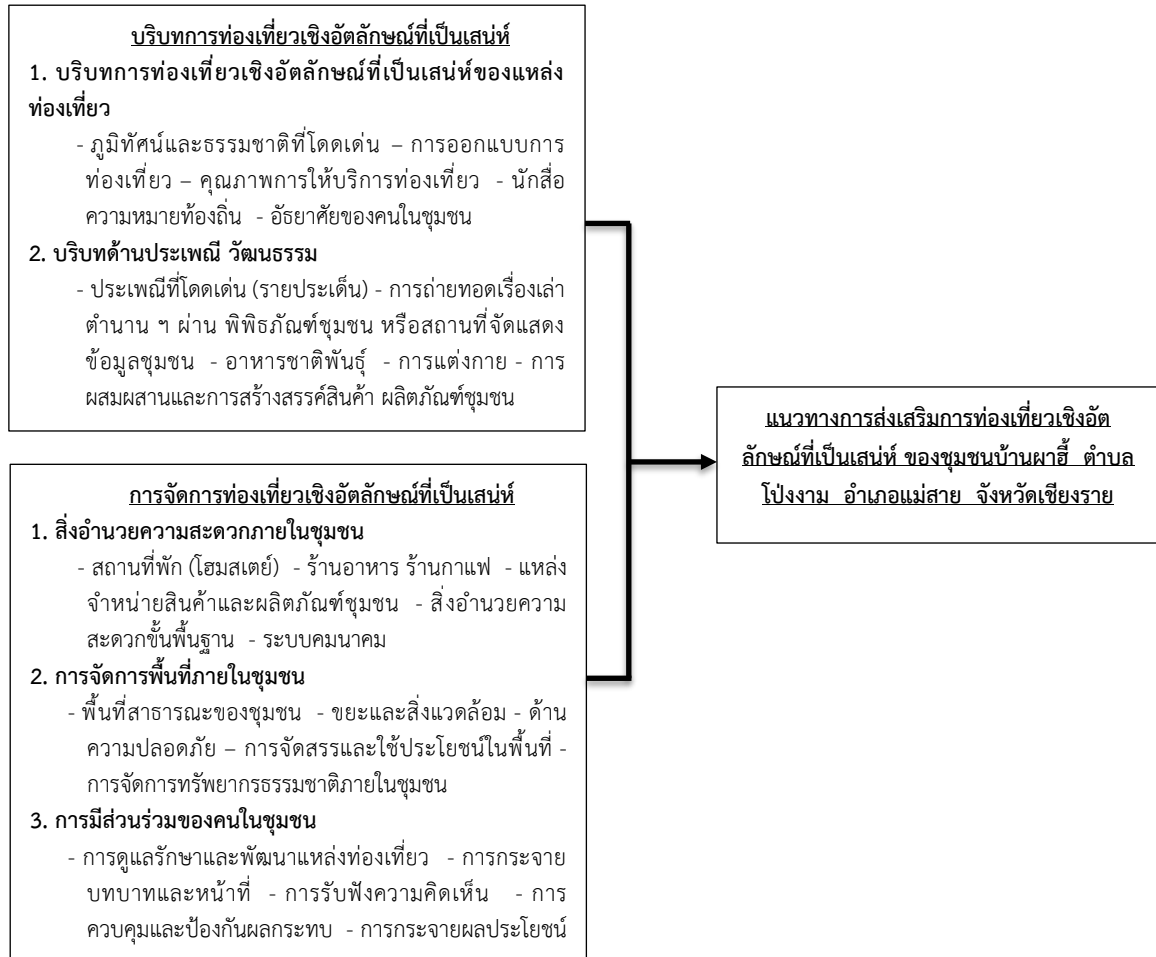 บริบทการท่องเที่ยวเชิงอัตลักษณ์ที่เป็นเสน่ห์
1. บริบทการท่องเที่ยวเชิงอัตลักษณ์ที่เป็นเสน่ห์ของแหล่ง
ท่องเที่ยว
- ภูมิทัศน์และธรรมชาติที่โดดเด่น – การออกแบบการ
ท่องเที่ยว – คุณภาพการให้บริการท่องเที่ยว - นักสื่อ
ความหมายท้องถิ่น - อัธยาศัยของคนในชุมชน
2. บริบทด้านประเพณี วัฒนธรรม
- ประเพณีที่โดดเด่น (รายประเด็น) - การถ่ายทอดเรื่องเล่า
ตำนาน ฯ ผ่าน พิพิธภัณฑ์ชุมชน หรือสถานที่จัดแสดง
ข้อมูลชุมชน - อาหารชาติพันธุ์ - การแต่งกาย - การ
ผสมผสานและการสร้างสรรค์สินค้า ผลิตภัณฑ์ชุมชน
การจัดการท่องเที่ยวเชิงอัตลักษณ์ที่เป็นเสน่ห์
1. สิ่งอำนวยความสะดวกภายในชุมชน
- สถานที่พัก (โฮมสเตย์) - ร้านอาหาร ร้านกาแฟ - แหล่ง
จำหน่ายสินค้าและผลิตภัณฑ์ชุมชน - สิ่งอำนวยความ
สะดวกขั้นพื้นฐาน - ระบบคมนาคม
2. การจัดการพื้นที่ภายในชุมชน
- พื้นที่สาธารณะของชุมชน - ขยะและสิ่งแวดล้อม - ด้าน
ความปลอดภัย – การจัดสรรและใช้ประโยชน์ในพื้นที่ -
การจัดการทรัพยากรธรรมชาติภายในชุมชน
3. การมีส่วนร่วมของคนในชุมชน
- การดูแลรักษาและพัฒนาแหล่งท่องเที่ยว - การกระจาย
บทบาทและหน้าที่ - การรับฟังความคิดเห็น - การ
ควบคุมและป้องกันผลกระทบ - การกระจายผลประโยชน์
แนวทางการส่งเสริมการท่องเที่ยวเชิงอัต
ลักษณ์ที่เป็นเสน่ห์ ของชุมชนบ้านผาฮี้ ตำบล
โป่งงาม อำเภอแม่สาย จังหวัดเชียงราย